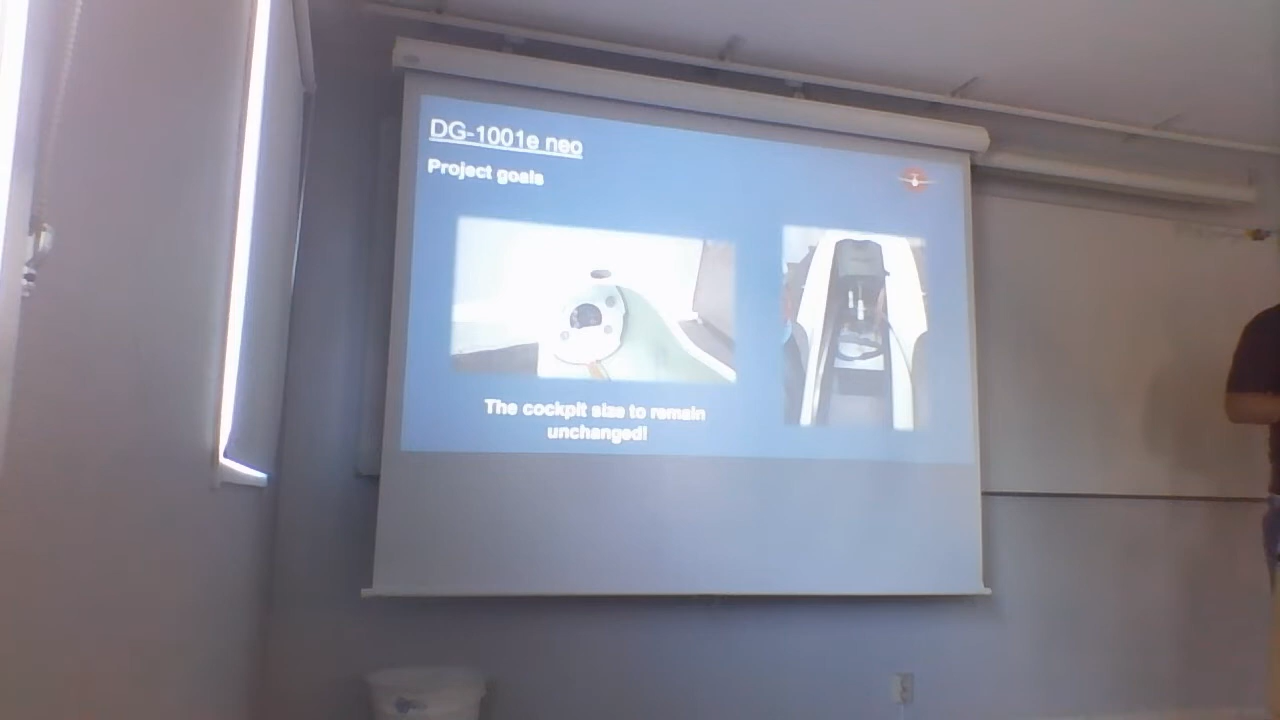 DG-1001e neo
Project goals
The cockpit size to remain
unchanged!